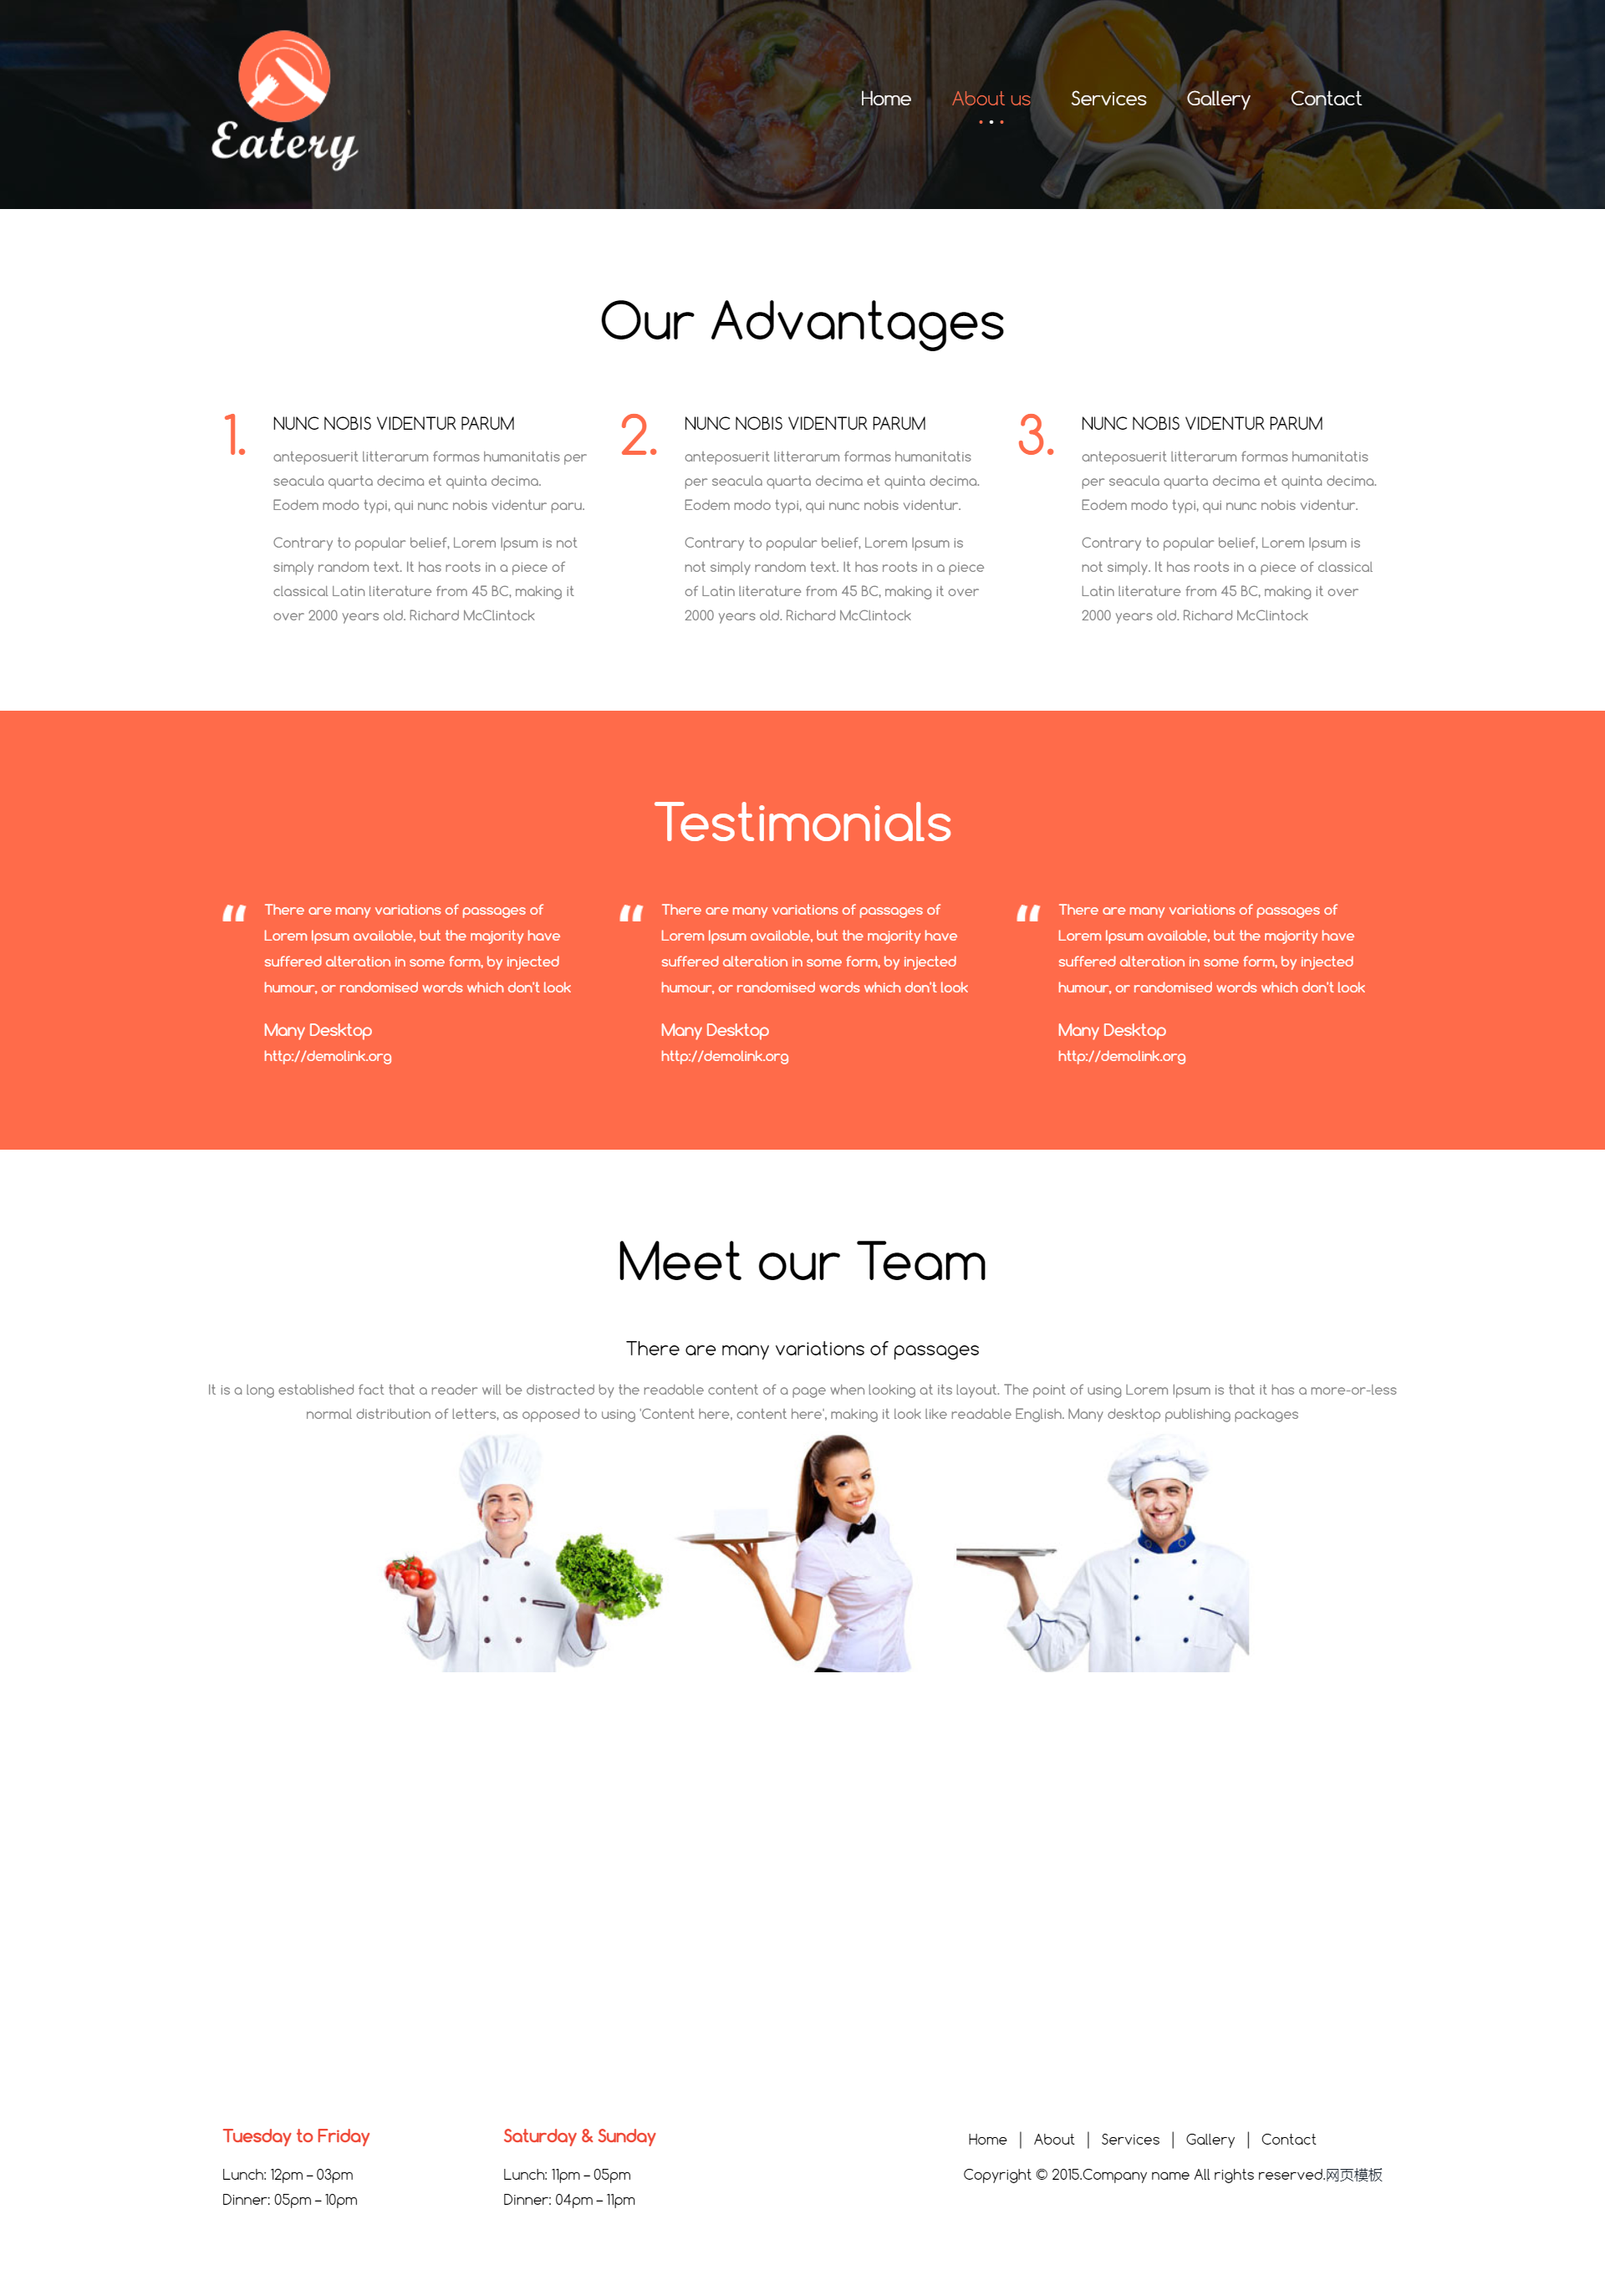 Eatery
Home
About us
Services
Gallery
Contact
Our Advantages
1.
NUNC NOBIS VIDENTUR PARUM
anteposuerit litterarum formas humanitatis per
seacula quarta decima et quinta decima.
Eodem modo typi, qui nunc nobis videntur paru.
Contrary to popular belief, Lorem Ipsum is not
simply random text. It has roots in a piece of
classical Latin literature from 45 BC, making it
over 2000 years old. Richard McClintock
2.
NUNC NOBIS VIDENTUR PARUM
anteposuerit litterarum formas humanitatis
per seacula quarta decima et quinta decima.
Eodem modo typi, qui nunc nobis videntur.
Contrary to popular belief, Lorem Ipsum is
not simply random text. It has roots in a piece
of Latin literature from 45 BC, making it over
2000 years old. Richard McClintock
3.
NUNC NOBIS VIDENTUR PARUM
anteposuerit litterarum formas humanitatis
per seacula quarta decima et quinta decima.
Eodem modo typi, qui nunc nobis videntur.
Contrary to popular belief, Lorem Ipsum is
not simply. It has roots in a piece of classical
Latin literature from 45 BC, making it over
2000 years old. Richard McClintock
Testimonials
“ There are many variations of passages of
Lorem Ipsum available, but the majority have
suffered alteration in some form, by injected
humour, or randomised words which don't look
Many Desktop
http://demolink.org
“ There are many variations of passages of
Lorem Ipsum available, but the majority have
suffered alteration in some form, by injected
humour, or randomised words which don't look
Many Desktop
http://demolink.org
“ There are many variations of passages of
Lorem Ipsum available, but the majority have
suffered alteration in some form, by injected
humour, or randomised words which don't look
Many Desktop
http://demolink.org
Meet our Team
There are many variations of passages
It is a long established fact that a reader will be distracted by the readable content of a page when looking at its layout. The point of using Lorem Ipsum is that it has a more-or-less
normal distribution of letters, as opposed to using 'Content here, content here', making it look like readable English. Many desktop publishing packages
Tuesday to Friday
Lunch: 12pm – 03pm
Dinner: 05pm – 10pm
Saturday & Sunday
Lunch: 11pm – 05pm
Dinner: 04pm – 11pm
Home | About | Services | Gallery | Contact
Copyright © 2015.Company name All rights reserved.网页模板